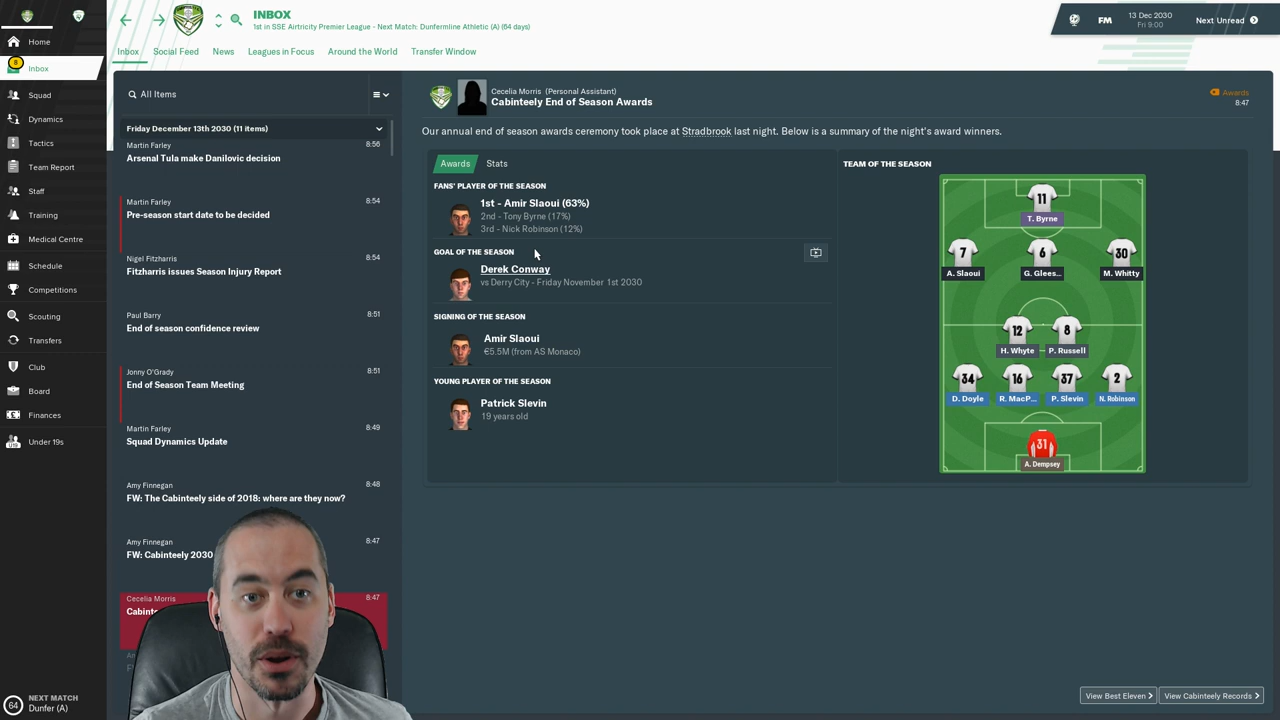 INBOX
1st in SSE Airtricity Premier League - Next Match: Dunfermline Athletic (A) (64 days)
FM
13 Dec 2030
Fri 9:00
Next Unread
Inbox
Social Feed
News
Leagues in Focus
Around the World
Transfer Window
Home
8
Inbox
Squad
Dynamics
Tactics
Team Report
Staff
Training
Medical Centre
Schedule
Competitions
Scouting
Transfers
Club
Board
Finances
Under 19s
64
NEXT MATCH
Dunfer (A)
All Items
Friday December 13th 2030 (11 items)
Martin Farley 8:56
Arsenal Tula make Danilovic decision
Martin Farley 8:54
Pre-season start date to be decided
Nigel Fitzharris 8:54
Fitzharris issues Season Injury Report
Paul Barry 8:51
End of season confidence review
Jonny O'Grady 8:51
End of Season Team Meeting
Martin Farley 8:49
Squad Dynamics Update
Amy Finnegan 8:48
FW: The Cabinteely side of 2018: where are they now?
Amy Finnegan 8:47
FW: Cabinteely 2030
Cecelia Morris 8:47
Cecelia Morris (Personal Assistant)
Cabinteely End of Season Awards
Awards
8:47
Our annual end of season awards ceremony took place at Stradbrook last night. Below is a summary of the night's award winners.
Awards
Stats
FANS' PLAYER OF THE SEASON
1st - Amir Slaoui (63%)
2nd - Tony Byrne (17%)
3rd - Nick Robinson (12%)
GOAL OF THE SEASON
Derek Conway
vs Derry City - Friday November 1st 2030
SIGNING OF THE SEASON
Amir Slaoui
€5.5M (from AS Monaco)
YOUNG PLAYER OF THE SEASON
Patrick Slevin
19 years old
TEAM OF THE SEASON
11
T. Byrne
7 6 30
A. Slaoui G. Glees... M. Whitty
12 8
H. Whyte P. Russell
34 16 37 2
D. Doyle R. MacP... P. Slevin N. Robinson
31
A. Dempsey
View Best Eleven
View Cabinteely Records